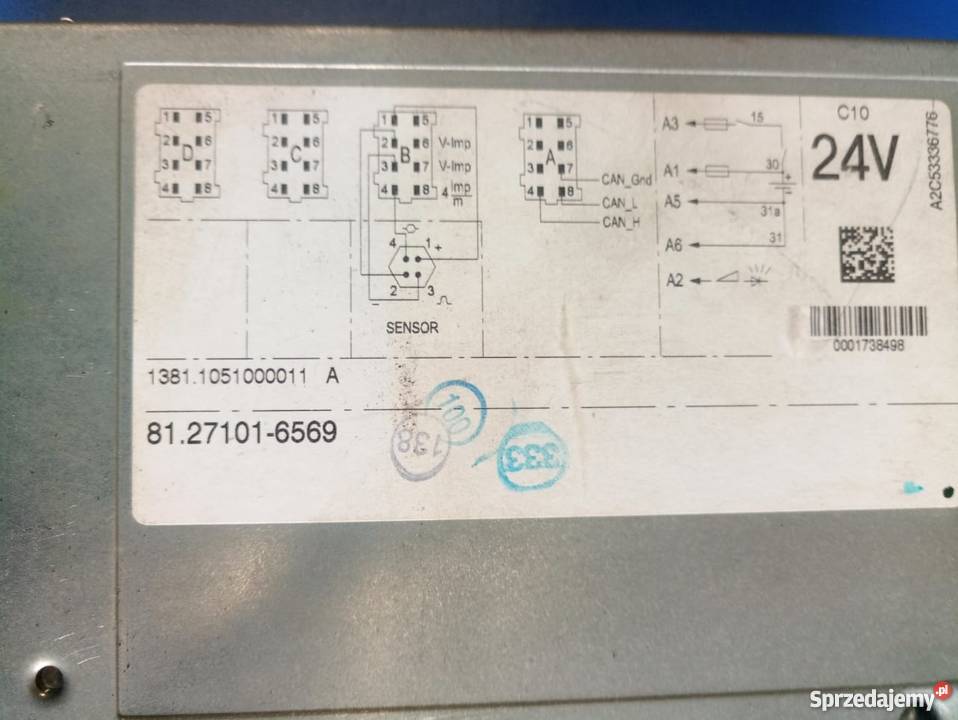 1 5
2 6
3 D 7
4 8
1 5
2 6
3 C 7
4 8
1 5
2 6 V-Imp
3 B 7 V-Imp
4 8 4 Imp/m
4 1 +
2 3
−
SENSOR
1 5
2 6
3 A 7
4 8
CAN_Gnd
CAN_L
CAN_H
A3 15
A1 30
+
A5 31a
A6 31
A2
C10
24V
A2C53336776
0001738498
1381.1051000011 A
81.27101-6569
100
138
333
Sprzedajemy.pl